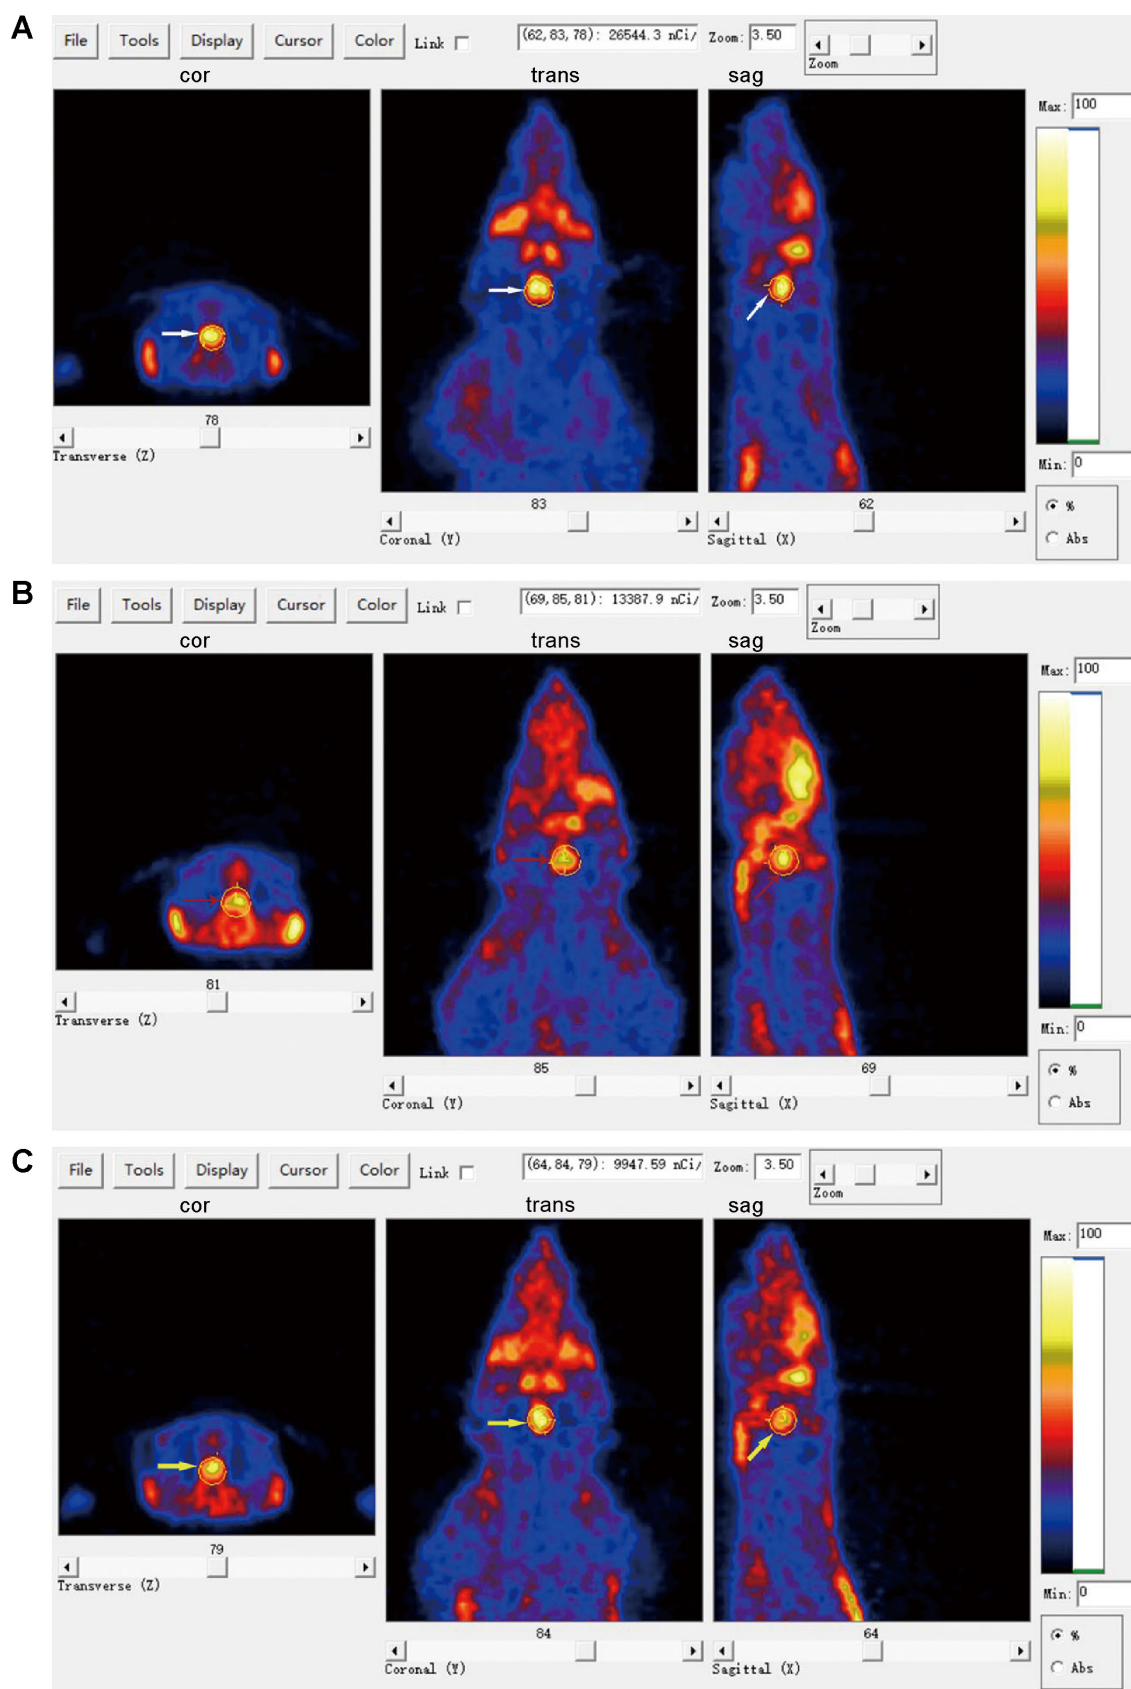 A
File Tools Display Cursor Color Link (62,83,78): 26544.3 nCi/ Zoom: 3.50
Zoom
cor trans sag
Max: 100
78
Transverse (Z)
83
Coronal (Y)
62
Sagittal (X)
Min: 0
%
Abs
B
File Tools Display Cursor Color Link (69,85,81): 13387.9 nCi/ Zoom: 3.50
Zoom
cor trans sag
Max: 100
81
Transverse (Z)
85
Coronal (Y)
69
Sagittal (X)
Min: 0
%
Abs
C
File Tools Display Cursor Color Link (64,84,79): 9947.59 nCi/ Zoom: 3.50
Zoom
cor trans sag
Max: 100
79
Transverse (Z)
84
Coronal (Y)
64
Sagittal (X)
Min: 0
%
Abs